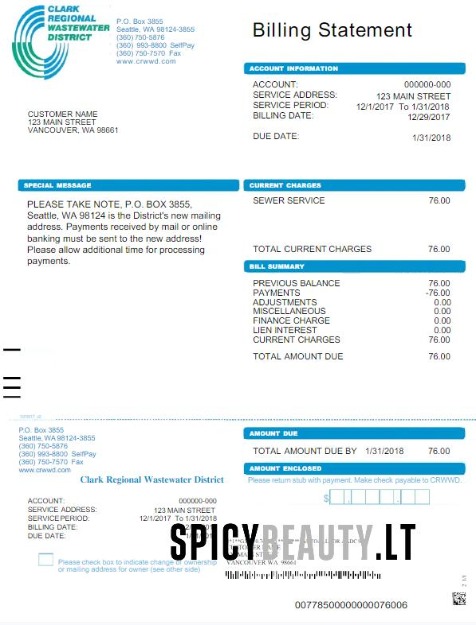 CLARK
REGIONAL
WASTEWATER
DISTRICT
P.O. Box 3855
Seattle, WA 98124-3855
(360) 750-5876
(360) 993-8800 SelfPay
(360) 750-7570 Fax
www.crwwd.com
Billing Statement
ACCOUNT INFORMATION
ACCOUNT: 000000-000
SERVICE ADDRESS: 123 MAIN STREET
SERVICE PERIOD: 12/1/2017 To 1/31/2018
BILLING DATE: 12/29/2017
DUE DATE: 1/31/2018
CUSTOMER NAME
123 MAIN STREET
VANCOUVER, WA 98661
SPECIAL MESSAGE
PLEASE TAKE NOTE, P.O. BOX 3855,
Seattle, WA 98124 is the District's new mailing
address. Payments received by mail or online
banking must be sent to the new address!
Please allow additional time for processing
payments.
CURRENT CHARGES
SEWER SERVICE 76.00
TOTAL CURRENT CHARGES 76.00
BILL SUMMARY
PREVIOUS BALANCE 76.00
PAYMENTS -76.00
ADJUSTMENTS 0.00
MISCELLANEOUS 0.00
FINANCE CHARGE 0.00
LIEN INTEREST 0.00
CURRENT CHARGES 76.00
TOTAL AMOUNT DUE 76.00
P.O. Box 3855
Seattle, WA 98124-3855
(360) 750-5876
(360) 993-8800 SelfPay
(360) 750-7570 Fax
www.crwwd.com
Clark Regional Wastewater District
AMOUNT DUE
TOTAL AMOUNT DUE BY 1/31/2018 76.00
AMOUNT ENCLOSED
Please return stub with payment. Make check payable to CRWWD.
$
ACCOUNT: 000000-000
SERVICE ADDRESS: 123 MAIN STREET
SERVICE PERIOD: 12/1/2017 To 1/31/2018
BILLING DATE:
DUE DATE:
SPICYBEAUTY.LT
Please check box to indicate change of ownership
or mailing address for owner (see other side)
VANCOUVER WA 98661
00778500000000076006